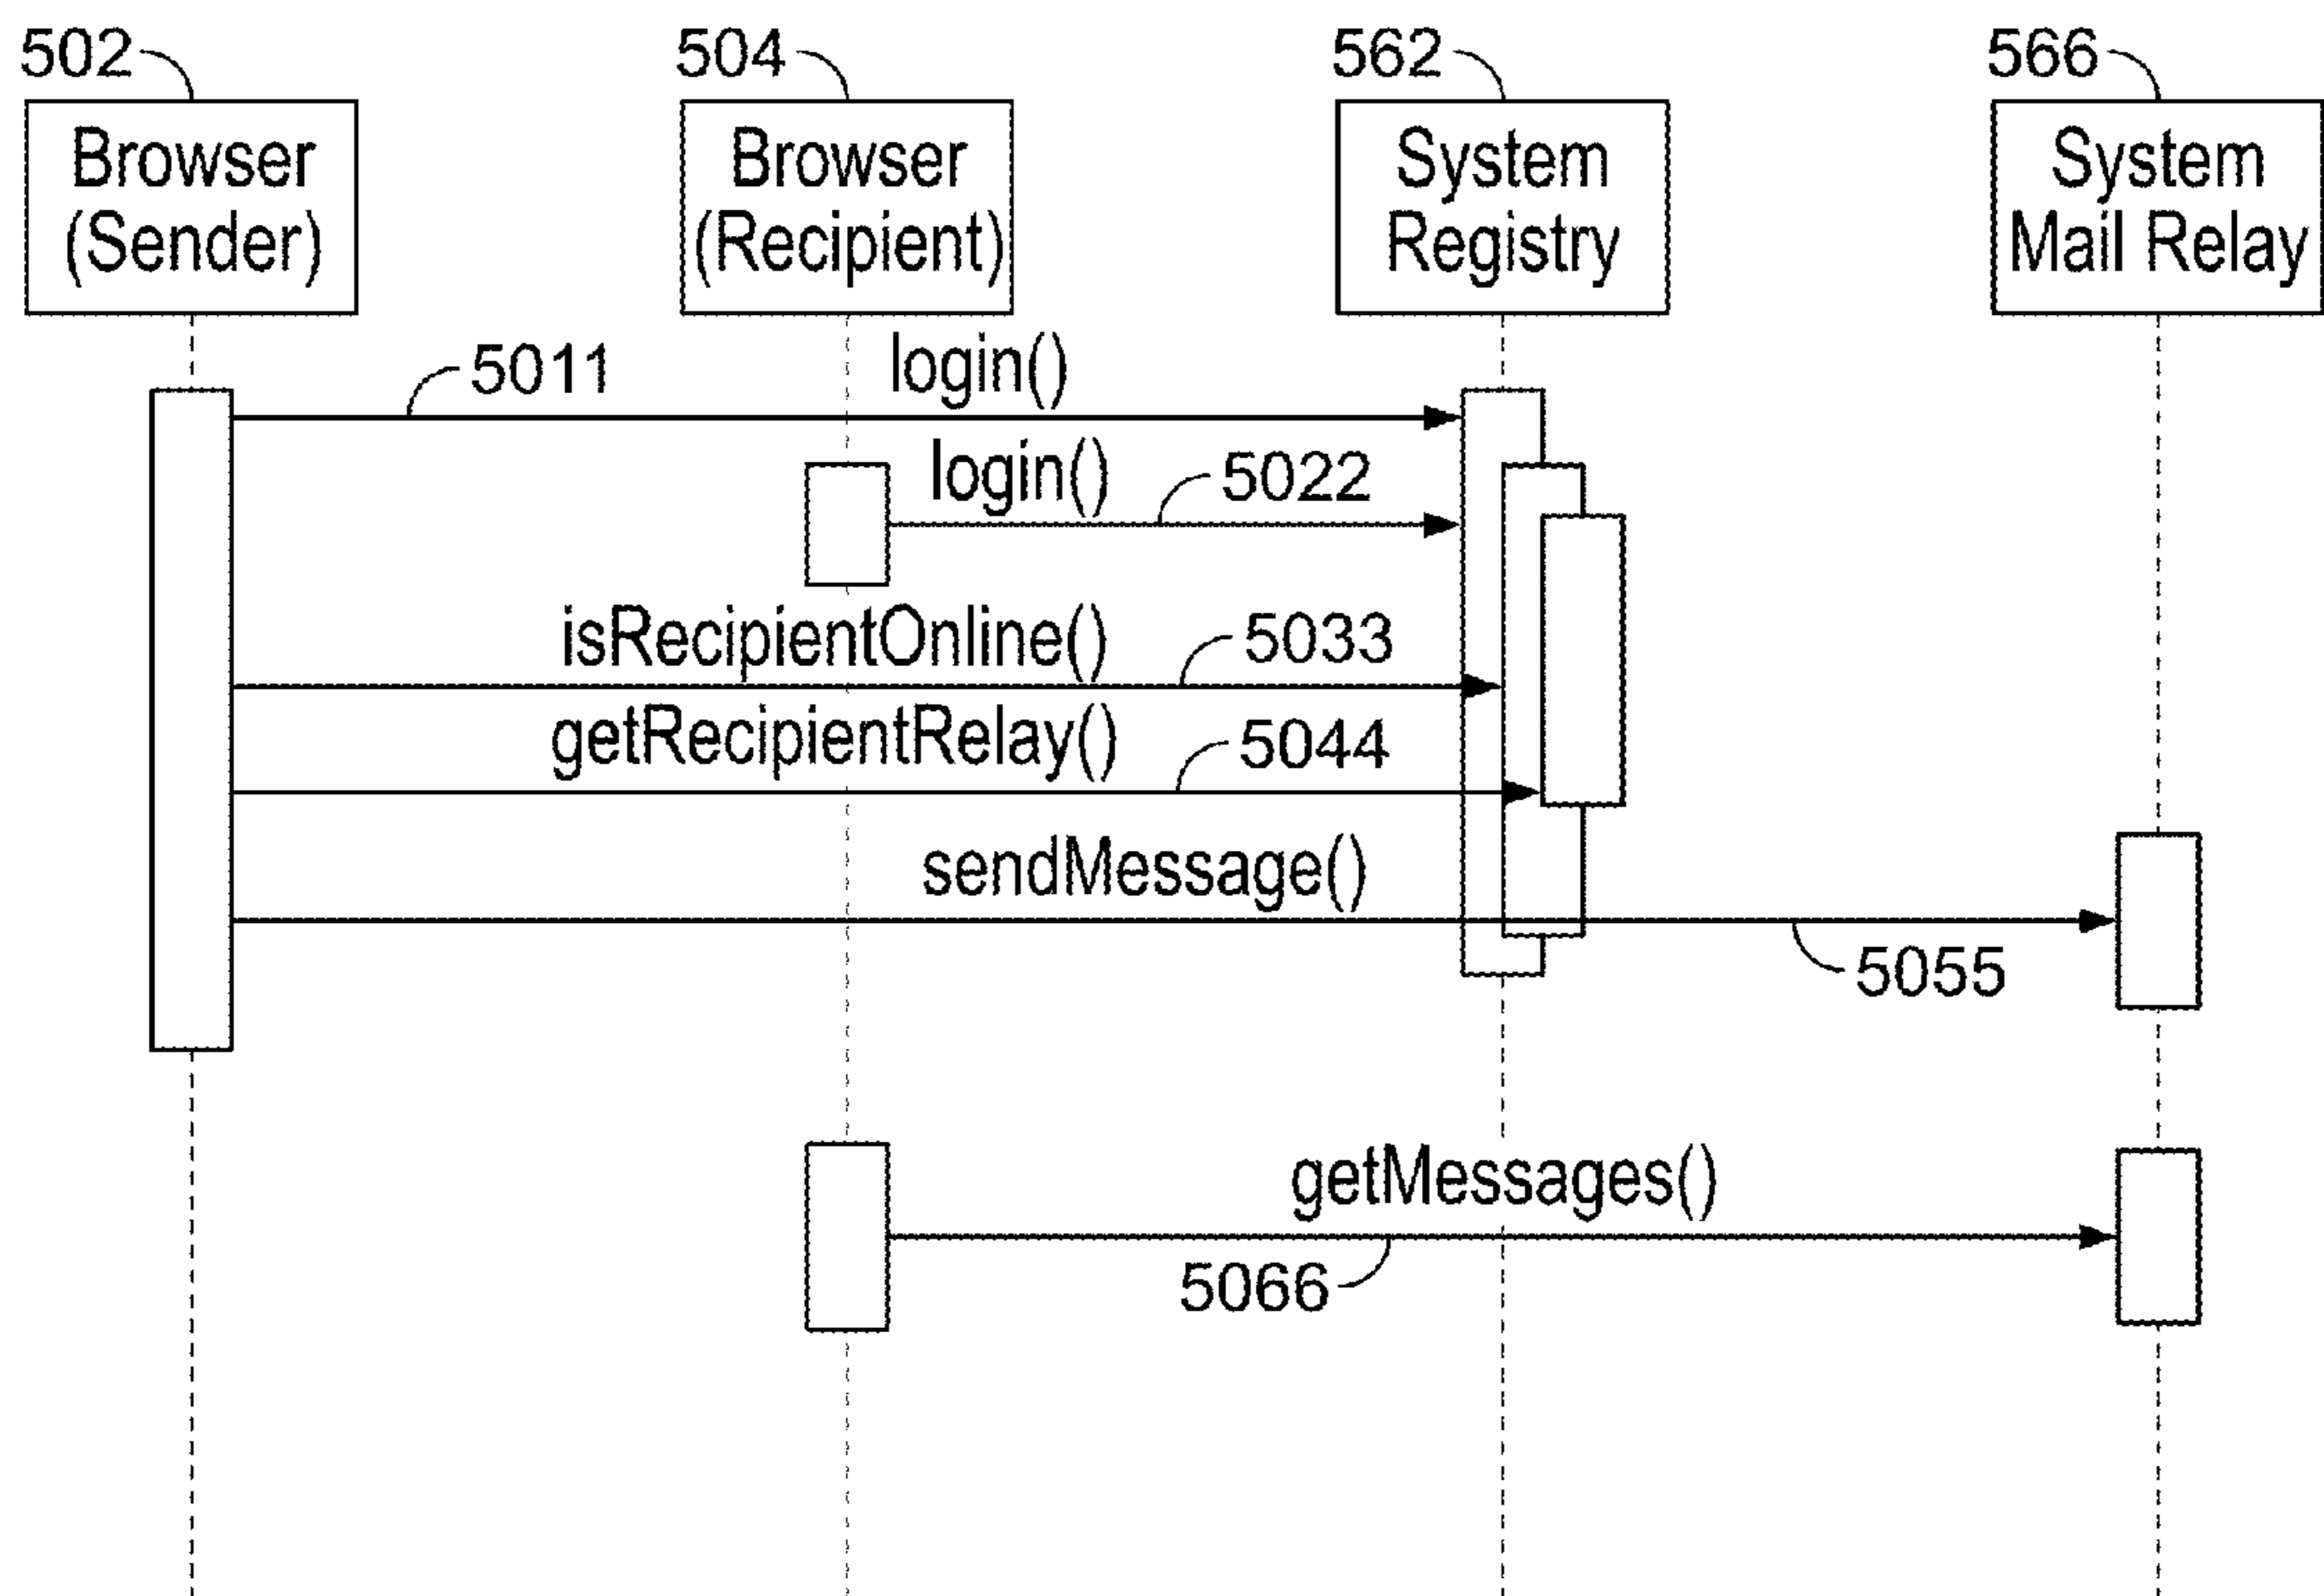 502
504
562
566
Browser
(Sender)
Browser
(Recipient)
System
Registry
System
Mail Relay
5011
login()
login()
5022
isRecipientOnline()
5033
getRecipientRelay()
5044
sendMessage()
5055
getMessages()
5066